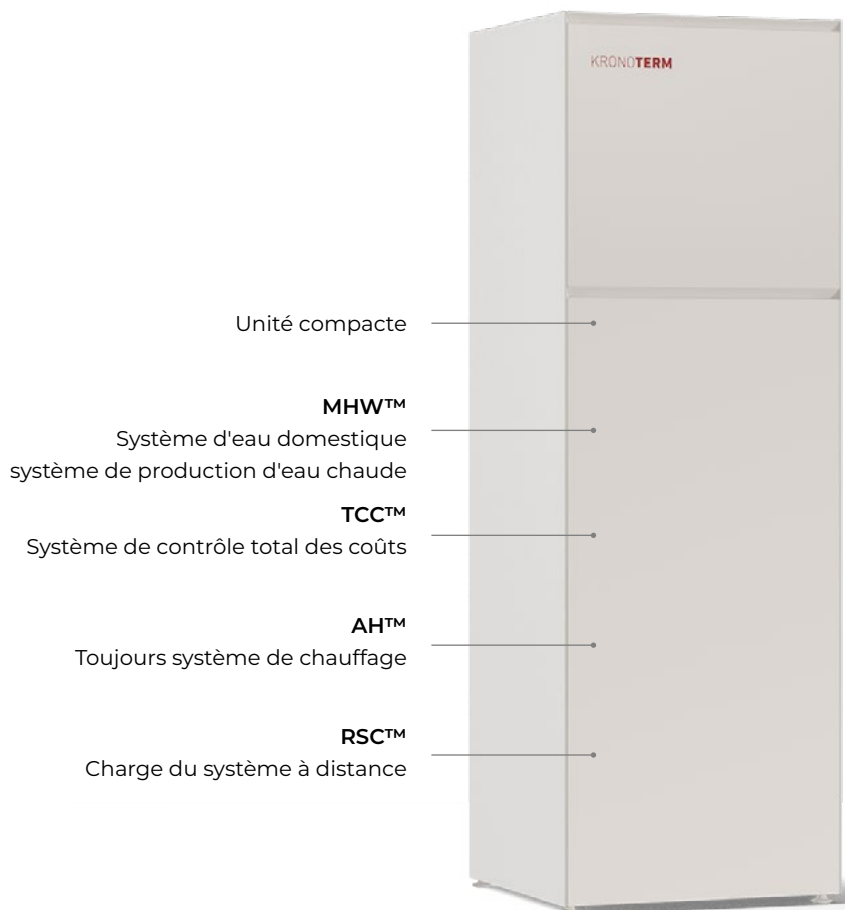 KRONOTERM
Unité compacte
MHW™
Système d'eau domestique
système de production d'eau chaude
TCC™
Système de contrôle total des coûts
AH™
Toujours système de chauffage
RSC™
Charge du système à distance